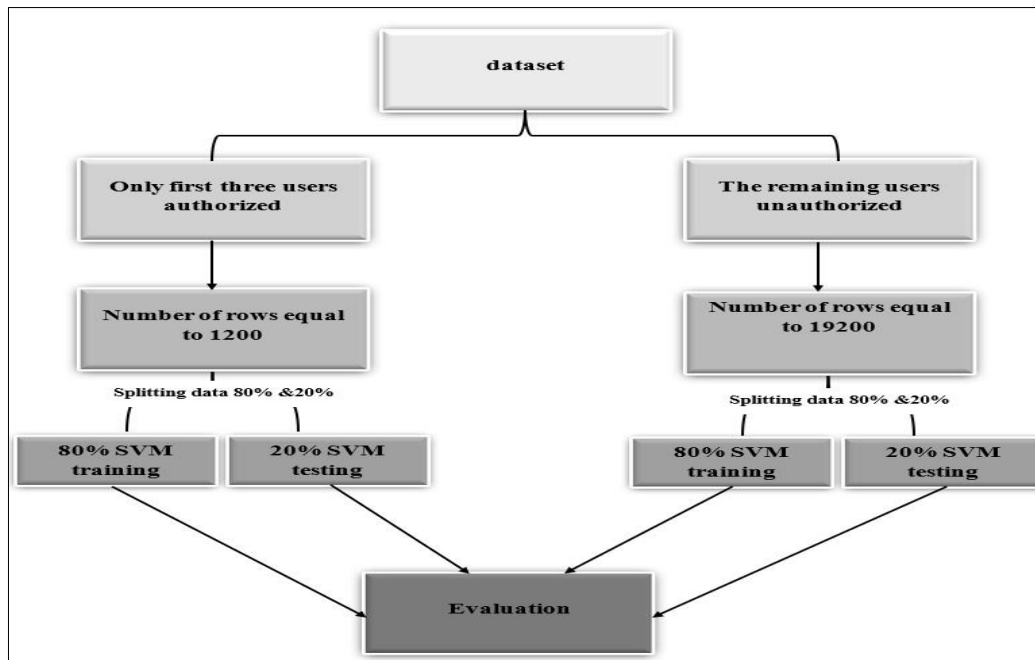 dataset
Only first three users
authorized
The remaining users
unauthorized
Number of rows equal
to 1200
Number of rows equal
to 19200
Splitting data 80% &20%
Splitting data 80% &20%
80% SVM
training
20% SVM
testing
80% SVM
training
20% SVM
testing
Evaluation